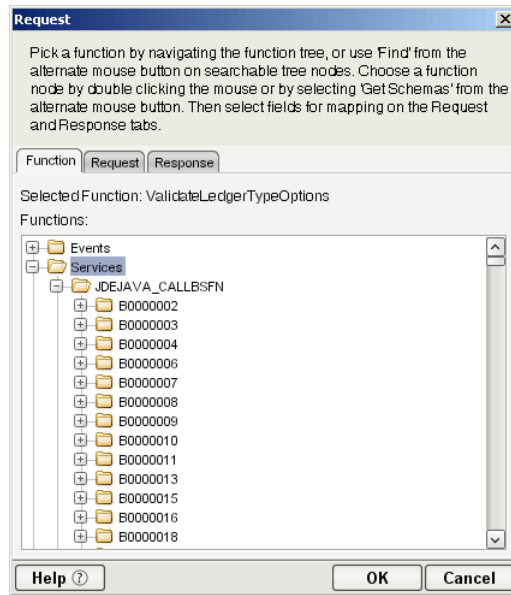 Request
Pick a function by navigating the function tree, or use 'Find' from the
alternate mouse button on searchable tree nodes. Choose a function
node by double clicking the mouse or by selecting 'Get Schemas' from the
alternate mouse button. Then select fields for mapping on the Request
and Response tabs.
Function Request Response
Selected Function: ValidateLedgerTypeOptions
Functions:
Events
Services
JDEJAVA_CALLBSFN
B0000002
B0000003
B0000004
B0000006
B0000007
B0000008
B0000009
B0000010
B0000011
B0000013
B0000015
B0000016
B0000018
Help ? OK Cancel